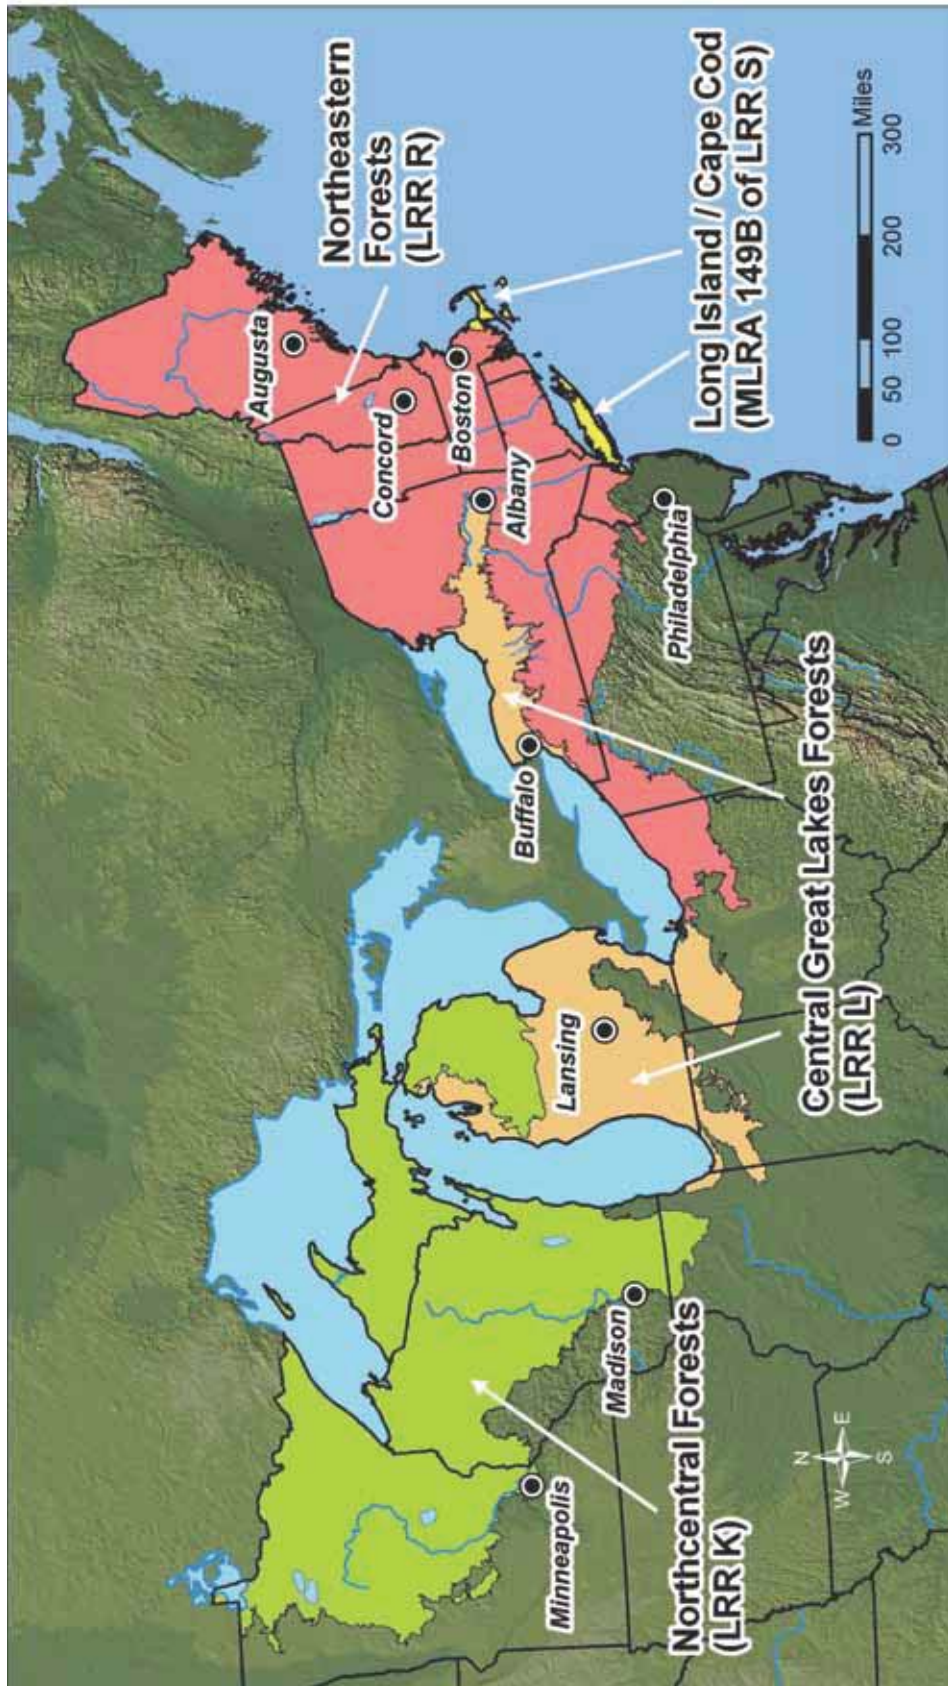 Northeastern
Forests
(LRR R)
Augusta
Concord
Boston
Albany
Long Island / Cape Cod
(MLRA 149B of LRR S)
Buffalo
Philadelphia
Lansing
Central Great Lakes Forests
(LRR L)
Minneapolis
Madison
Northcentral Forests
(LRR K)
N
W E
S
0 50 100 200 300
Miles